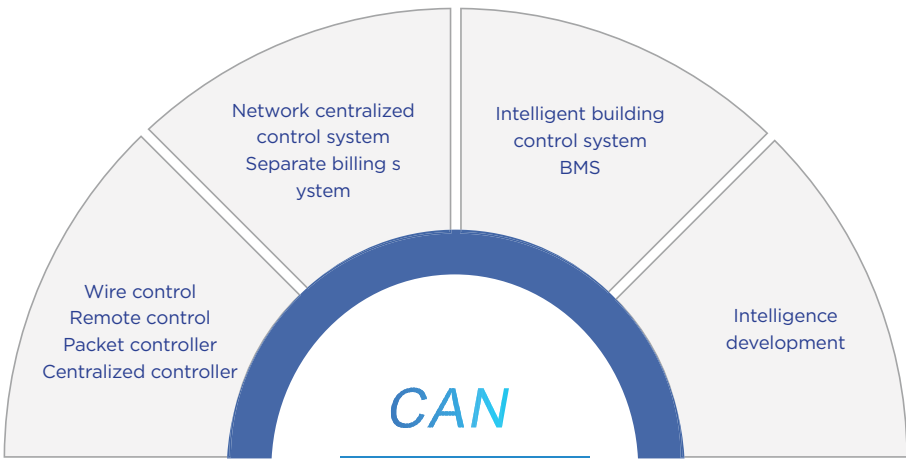 Network centralized
control system
Separate billing s
ystem
Intelligent building
control system
BMS
Wire control
Remote control
Packet controller
Centralized controller
Intelligence
development
CAN